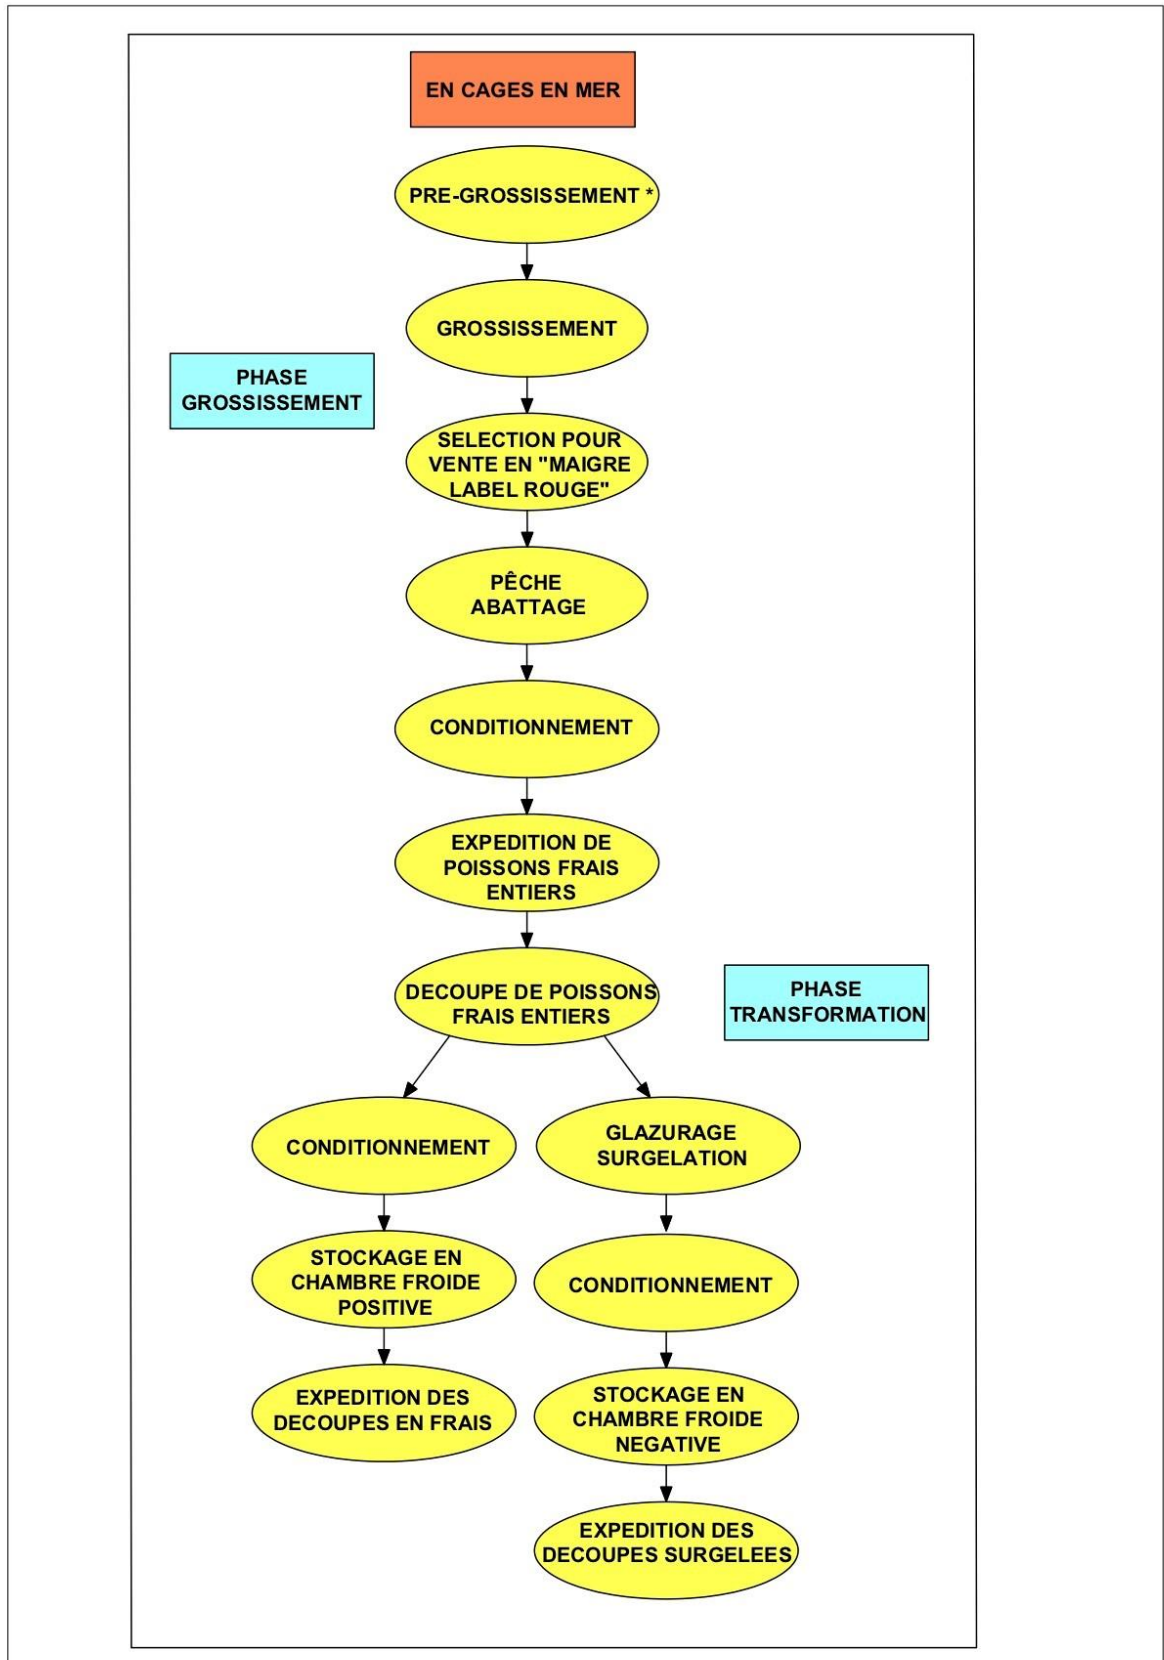 EN CAGES EN MER
PRE-GROSSISSEMENT *
GROSSISSEMENT
PHASE
GROSSISSEMENT
SELECTION POUR
VENTE EN "MAIGRE
LABEL ROUGE"
PÊCHE
ABATTAGE
CONDITIONNEMENT
EXPEDITION DE
POISSONS FRAIS
ENTIERS
DECOUPE DE POISSONS
FRAIS ENTIERS
PHASE
TRANSFORMATION
CONDITIONNEMENT
STOCKAGE EN
CHAMBRE FROIDE
POSITIVE
EXPEDITION DES
DECOUPES EN FRAIS
GLAZURAGE
SURGELATION
CONDITIONNEMENT
STOCKAGE EN
CHAMBRE FROIDE
NEGATIVE
EXPEDITION DES
DECOUPES SURGELEES